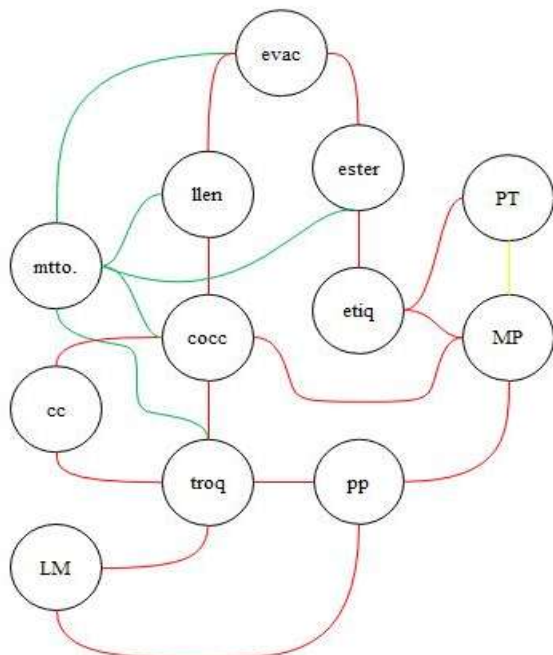 evac
ester
llen
PT
mtto.
etiq
cocc
MP
cc
troq
pp
LM